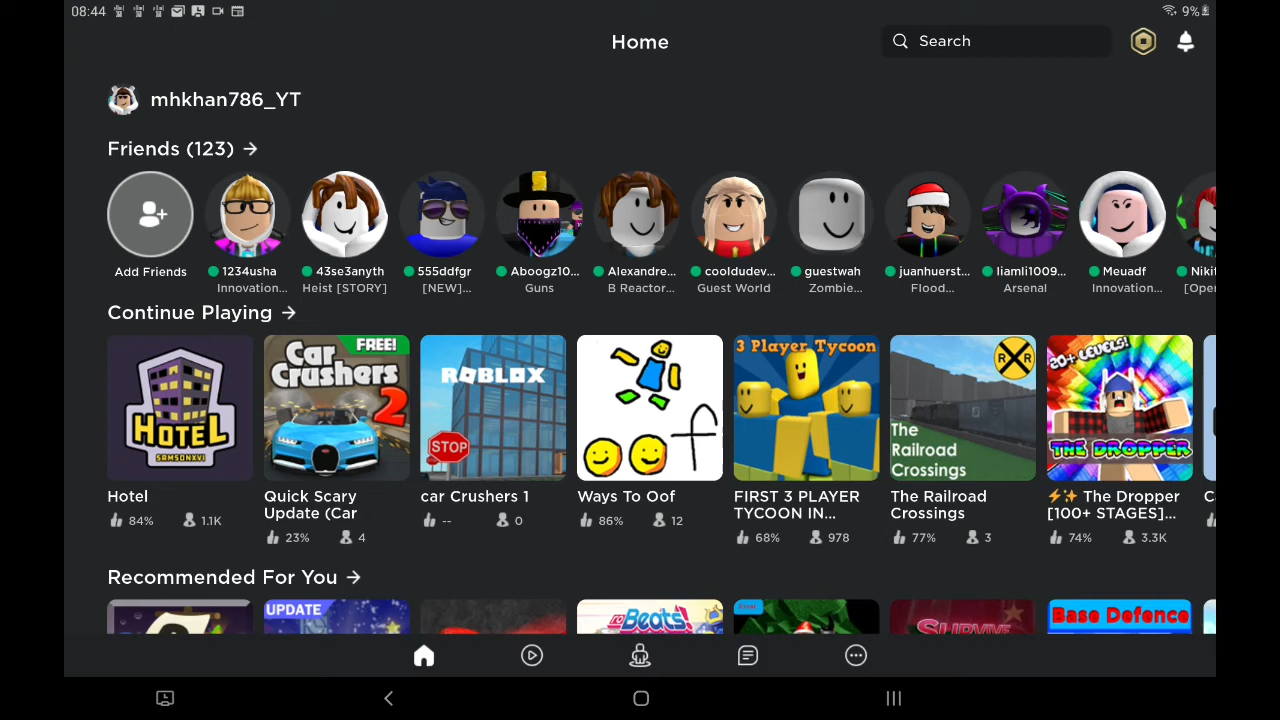 08:44
9%
Home
Search
mhkhan786_YT
Friends (123)
Add Friends
1234usha
43se3anyth
555ddfgr
Aboogz10...
Alexandre...
cooldudev...
guestwah
juanhuerst...
liamli1009...
Meuadf
Nikit
Innovation...
Heist [STORY]
[NEW]...
Guns
B Reactor...
Guest World
Zombie...
Flood...
Arsenal
Innovation...
[Open
Continue Playing
HOTEL
SAMSONXVI
FREE!
Car
Crushers
2
ROBLOX
STOP
f
3 Player Tycoon
R R
The
Railroad
Crossings
20+ LEVELS!
THE DROPPER
Hotel
84% 1.1K
Quick Scary
Update (Car
23% 4
car Crushers 1
-- 0
Ways To Oof
86% 12
FIRST 3 PLAYER
TYCOON IN...
68% 978
The Railroad
Crossings
77% 3
⚡✨ The Dropper
[100+ STAGES]...
74% 3.3K
Recommended For You
UPDATE
roBeats!
Event
SURVIVE
Base Defence